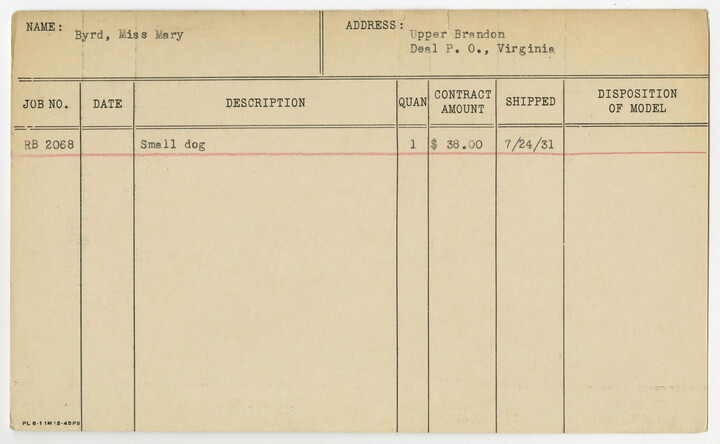 NAME: Byrd, Miss Mary
ADDRESS: Upper Brandon
Deal P. O., Virginia
JOB NO. DATE DESCRIPTION QUAN CONTRACT AMOUNT SHIPPED DISPOSITION OF MODEL
RB 2068 Small dog 1 $ 38.00 7/24/31